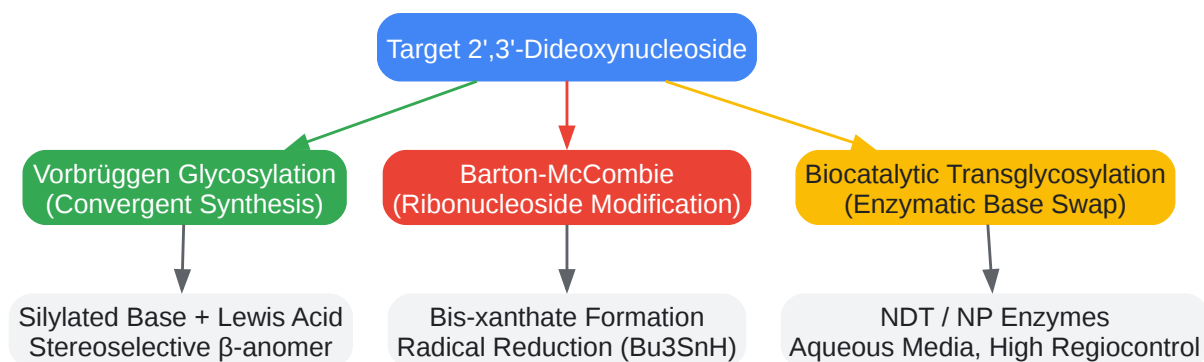 Target 2',3'-Dideoxynucleoside
Vorbrüggen Glycosylation
(Convergent Synthesis)
Barton-McCombie
(Ribonucleoside Modification)
Biocatalytic Transglycosylation
(Enzymatic Base Swap)
Silylated Base + Lewis Acid
Stereoselective β-anomer
Bis-xanthate Formation
Radical Reduction (Bu3SnH)
NDT / NP Enzymes
Aqueous Media, High Regiocontrol